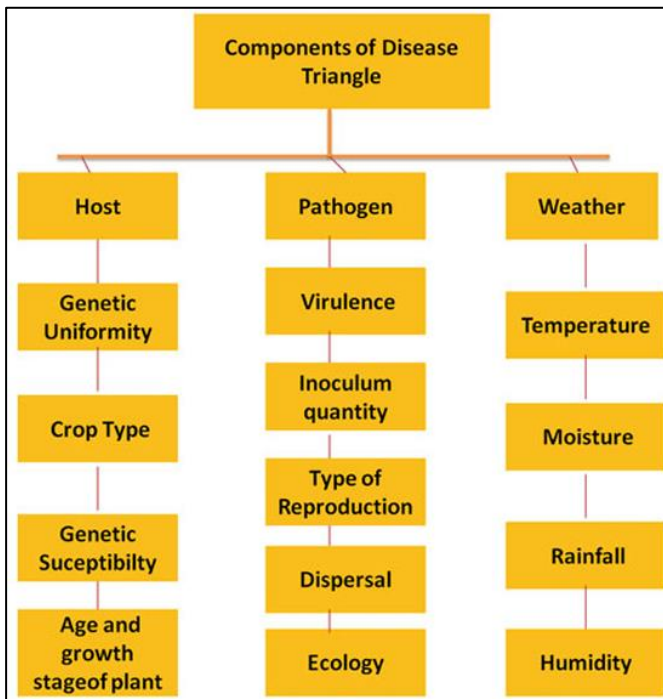 Components of Disease
Triangle
Host
Pathogen
Weather
Genetic
Uniformity
Virulence
Temperature
Crop Type
Inoculum
quantity
Moisture
Genetic
Suceptibilty
Type of
Reproduction
Rainfall
Age and
growth
stageof plant
Dispersal
Ecology
Humidity